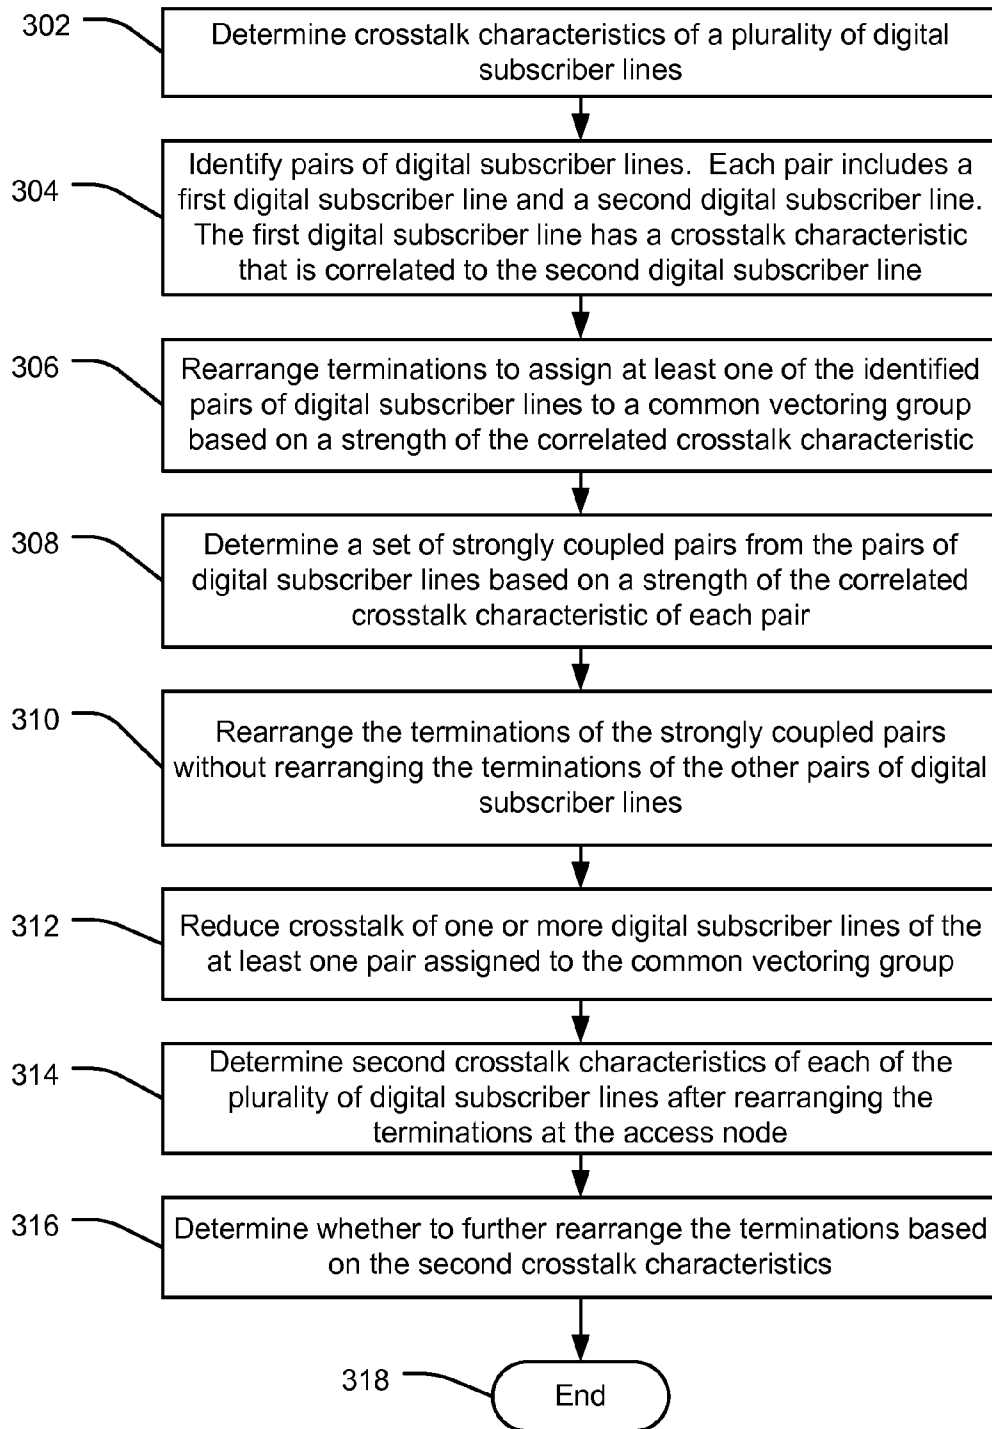 302
Determine crosstalk characteristics of a plurality of digital
subscriber lines
304
Identify pairs of digital subscriber lines.  Each pair includes a
first digital subscriber line and a second digital subscriber line.
The first digital subscriber line has a crosstalk characteristic
that is correlated to the second digital subscriber line
306
Rearrange terminations to assign at least one of the identified
pairs of digital subscriber lines to a common vectoring group
based on a strength of the correlated crosstalk characteristic
308
Determine a set of strongly coupled pairs from the pairs of
digital subscriber lines based on a strength of the correlated
crosstalk characteristic of each pair
310
Rearrange the terminations of the strongly coupled pairs
without rearranging the terminations of the other pairs of digital
subscriber lines
312
Reduce crosstalk of one or more digital subscriber lines of the
at least one pair assigned to the common vectoring group
314
Determine second crosstalk characteristics of each of the
plurality of digital subscriber lines after rearranging the
terminations at the access node
316
Determine whether to further rearrange the terminations based
on the second crosstalk characteristics
318
End